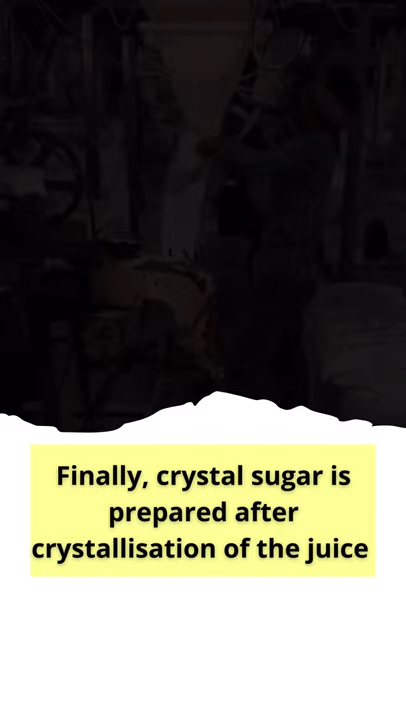 Finally, crystal sugar is
prepared after
crystallisation of the juice